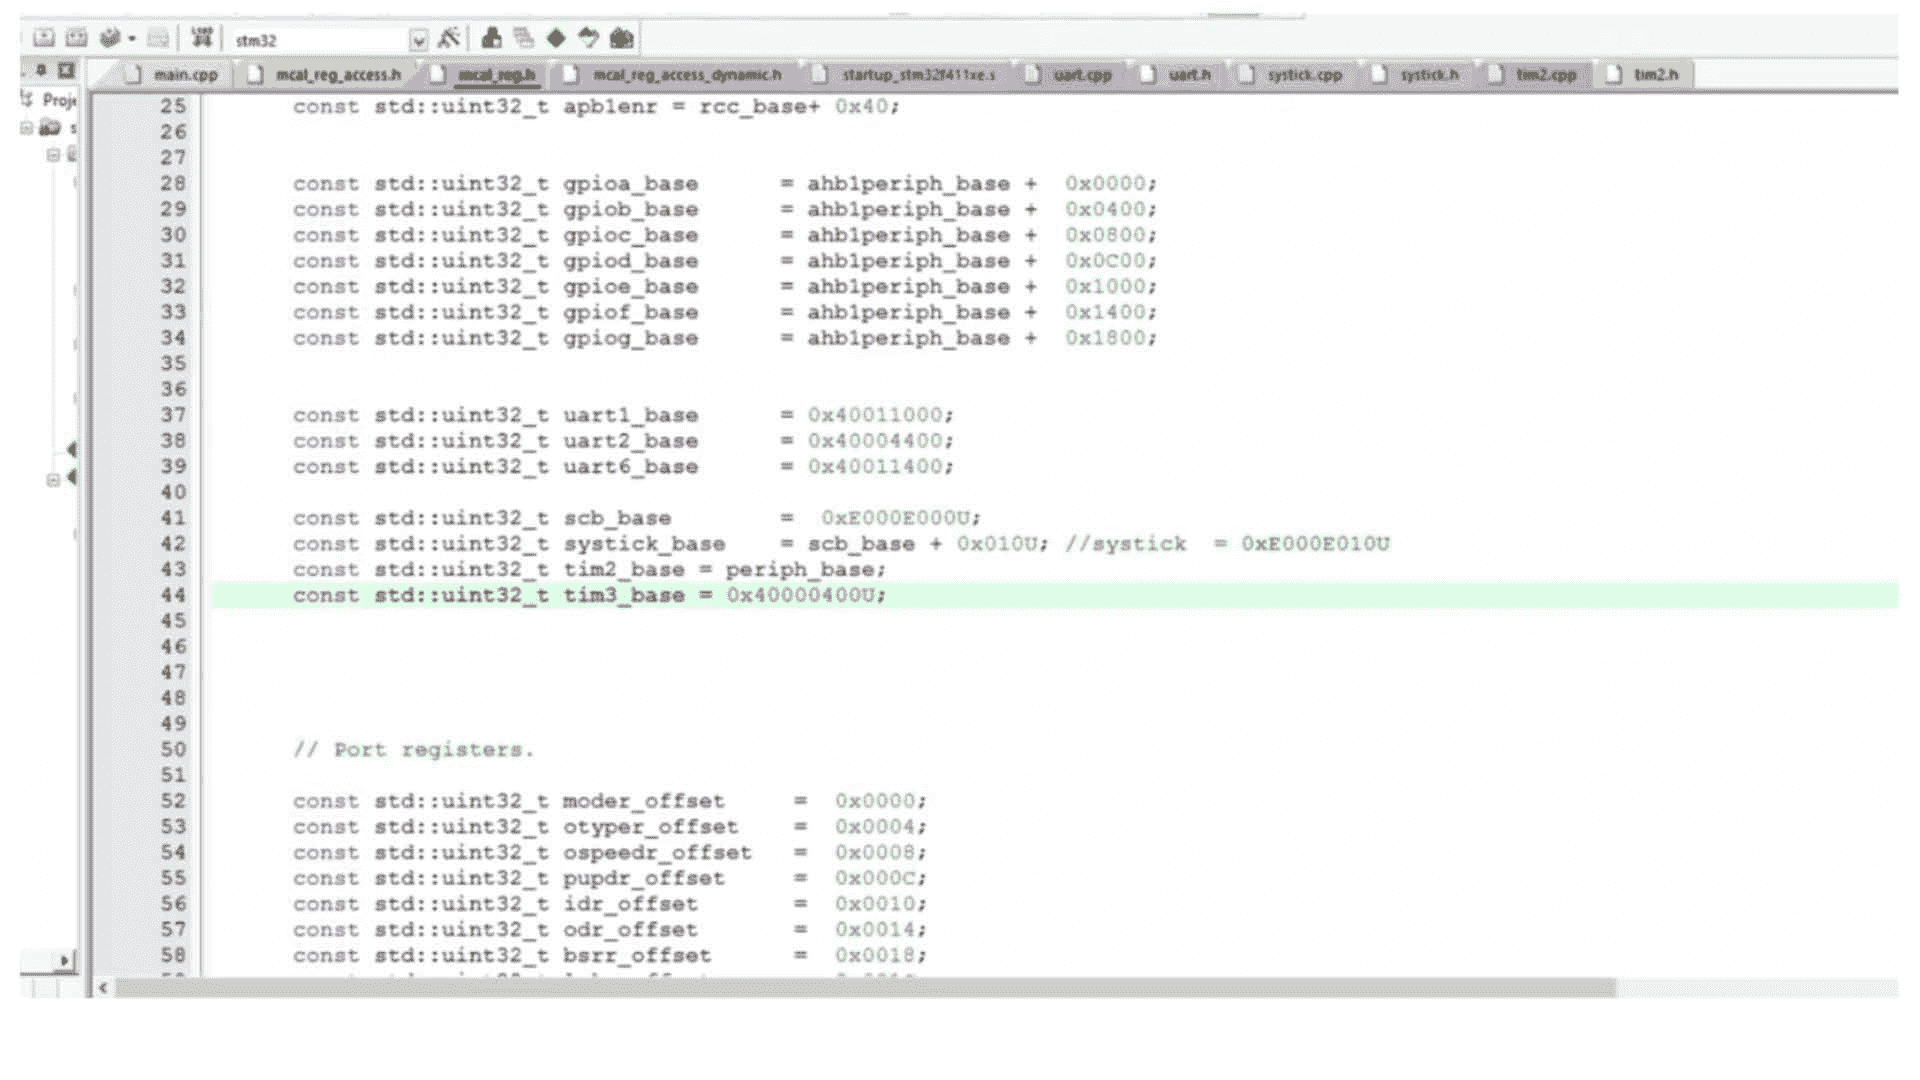 stm32
main.cpp mcal_reg_access.h mcal_reg.h mcal_reg_access_dynamic.h startup_stm32f411xe.s uart.cpp uart.h systick.cpp systick.h tim2.cpp tim2.h
Proje
25 const std::uint32_t apb1enr = rcc_base+ 0x40;
26
27
28 const std::uint32_t gpioa_base = ahb1periph_base + 0x0000;
29 const std::uint32_t gpiob_base = ahb1periph_base + 0x0400;
30 const std::uint32_t gpioc_base = ahb1periph_base + 0x0800;
31 const std::uint32_t gpiod_base = ahb1periph_base + 0x0C00;
32 const std::uint32_t gpioe_base = ahb1periph_base + 0x1000;
33 const std::uint32_t gpiof_base = ahb1periph_base + 0x1400;
34 const std::uint32_t gpiog_base = ahb1periph_base + 0x1800;
35
36
37 const std::uint32_t uart1_base = 0x40011000;
38 const std::uint32_t uart2_base = 0x40004400;
39 const std::uint32_t uart6_base = 0x40011400;
40
41 const std::uint32_t scb_base = 0xE000E000U;
42 const std::uint32_t systick_base = scb_base + 0x010U; //systick = 0xE000E010U
43 const std::uint32_t tim2_base = periph_base;
44 const std::uint32_t tim3_base = 0x40000400U;
45
46
47
48
49
50 // Port registers.
51
52 const std::uint32_t moder_offset = 0x0000;
53 const std::uint32_t otyper_offset = 0x0004;
54 const std::uint32_t ospeedr_offset = 0x0008;
55 const std::uint32_t pupdr_offset = 0x000C;
56 const std::uint32_t idr_offset = 0x0010;
57 const std::uint32_t odr_offset = 0x0014;
58 const std::uint32_t bsrr_offset = 0x0018;